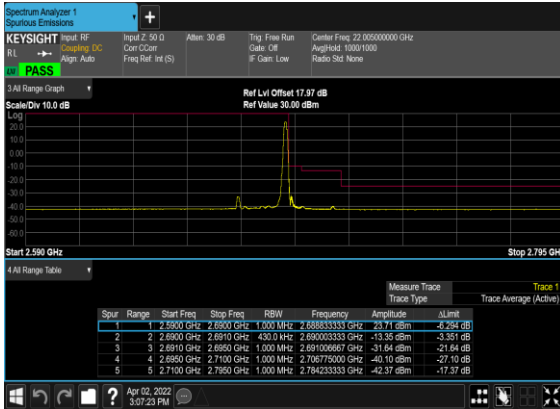 Spectrum Analyzer 1
Spurious Emissions
KEYSIGHT Input: RF Input Z: 50 Ω Atten: 30 dB Trig: Free Run Center Freq: 22.005000000 GHz
RL Coupling: DC Corr CCorr Gate: Off Avg|Hold: 1000/1000
Align: Auto Freq Ref: Int (S) IF Gain: Low Radio Std: None
PASS
3 All Range Graph
Ref Lvl Offset 17.97 dB
Scale/Div 10.0 dB Ref Value 30.00 dBm
Log
20.0
10.0
0.00
-10.0
-20.0
-30.0
-40.0
-50.0
-60.0
Start 2.590 GHz Stop 2.795 GH
4 All Range Table
Measure Trace Trace 1
Trace Type Trace Average (Active)
Spur Range Start Freq Stop Freq RBW Frequency Amplitude ΔLimit
1 1 2.5900 GHz 2.6900 GHz 1.000 MHz 2.688833333 GHz 23.71 dBm -6.294 dB
2 2 2.6900 GHz 2.6910 GHz 430.0 kHz 2.690003333 GHz -13.35 dBm -3.351 dB
3 3 2.6910 GHz 2.6950 GHz 1.000 MHz 2.691006667 GHz -31.64 dBm -21.64 dB
4 4 2.6950 GHz 2.7100 GHz 1.000 MHz 2.706775000 GHz -40.10 dBm -27.10 dB
5 5 2.7100 GHz 2.7950 GHz 1.000 MHz 2.784233333 GHz -42.37 dBm -17.37 dB
Apr 02, 2022
3:07:23 PM